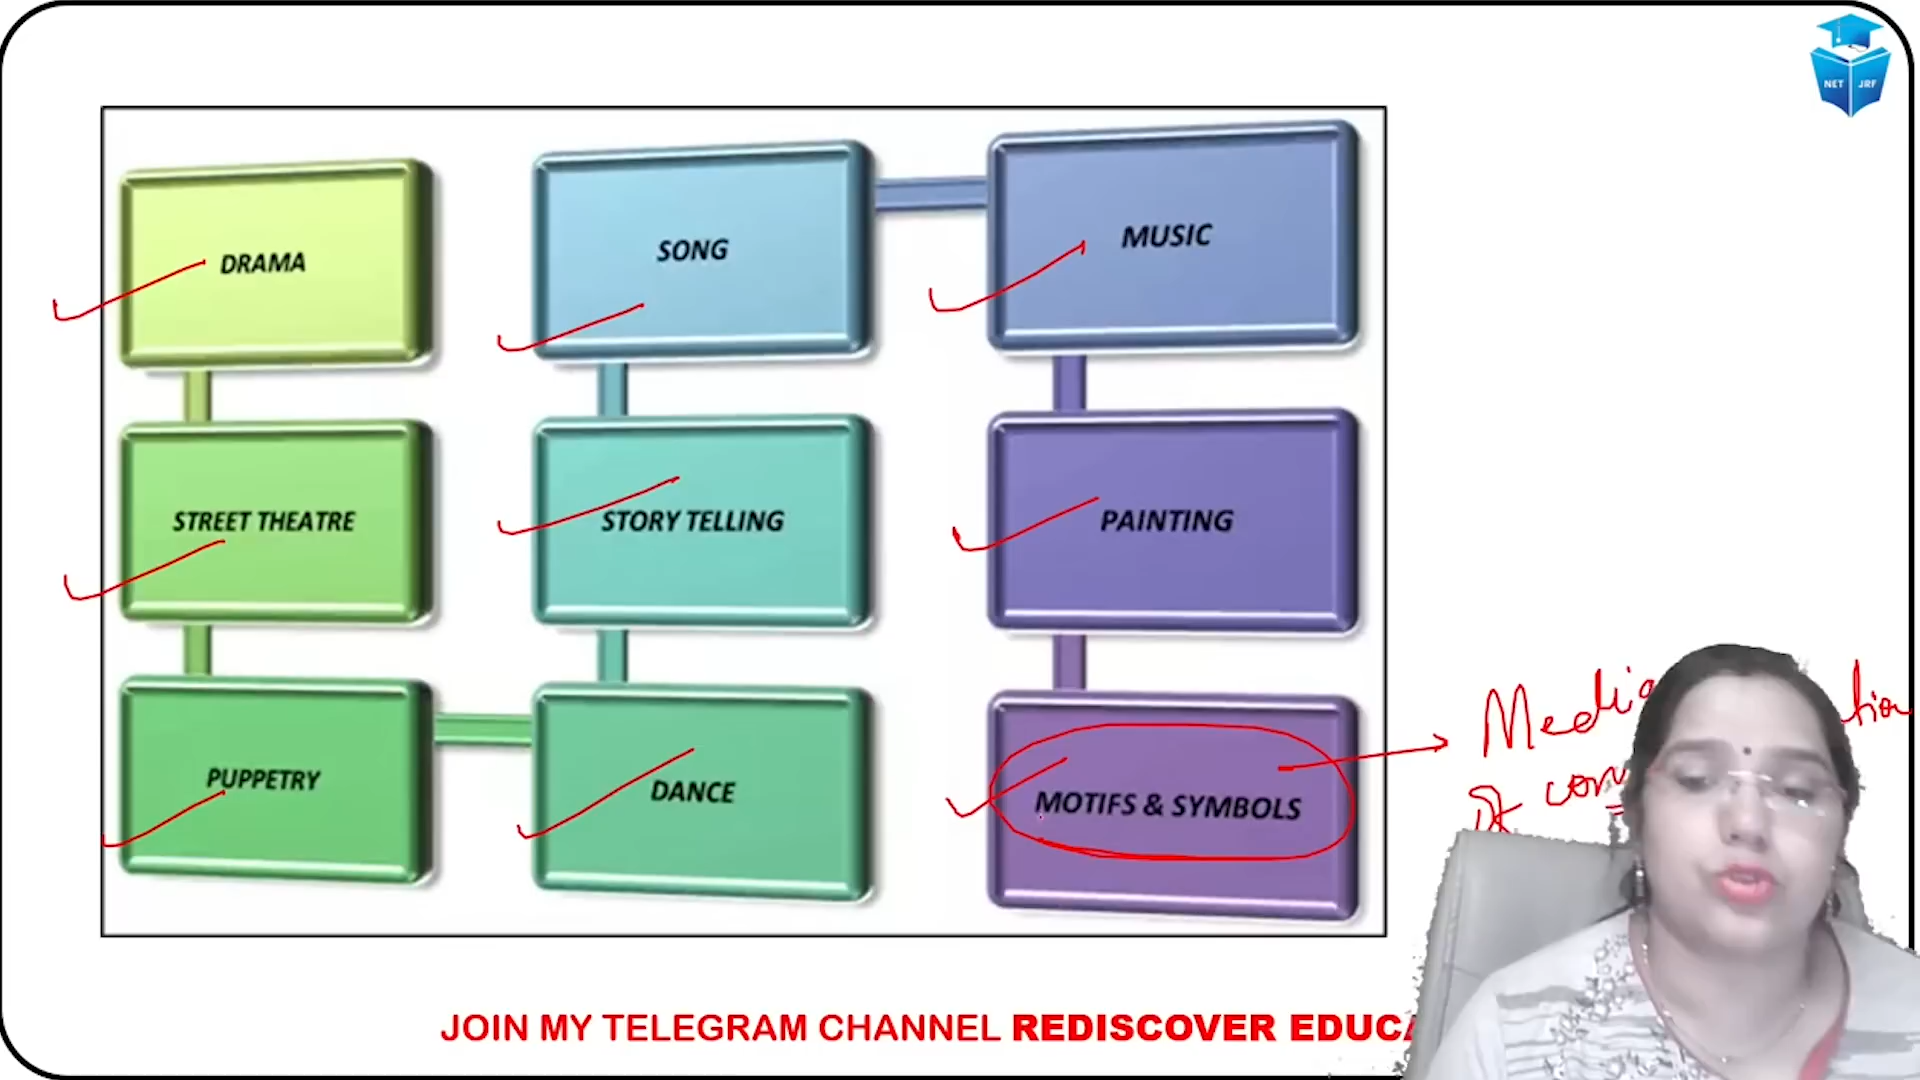 NET JRF
DRAMA
SONG
MUSIC
STREET THEATRE
STORY TELLING
PAINTING
PUPPETRY
DANCE
MOTIFS & SYMBOLS
of
JOIN MY TELEGRAM CHANNEL REDISCOVER